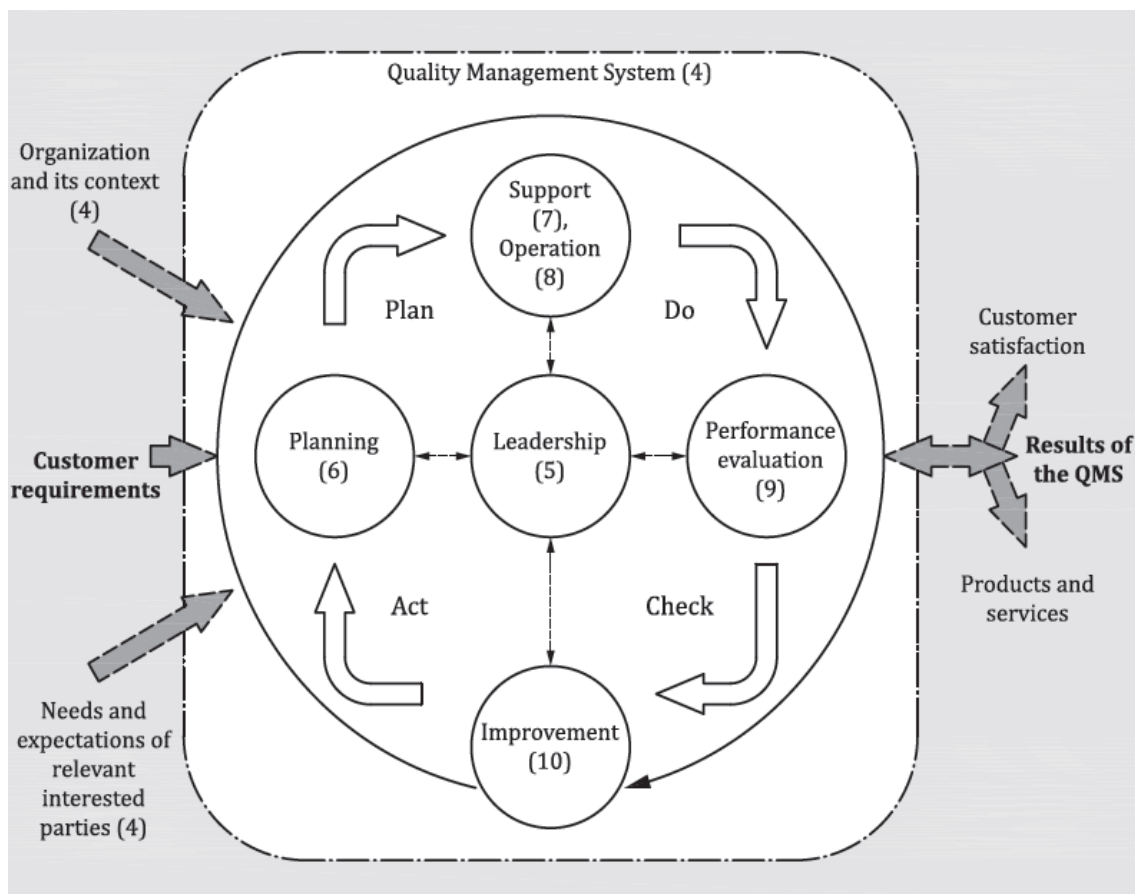 Quality Management System (4)
Organization
and its context
(4)
Support
(7),
Operation
(8)
Plan
Do
Customer
satisfaction
Planning
(6)
Leadership
(5)
Performance
evaluation
(9)
Customer
requirements
Results of
the QMS
Act
Check
Products and
services
Needs and
expectations of
relevant
interested
parties (4)
Improvement
(10)